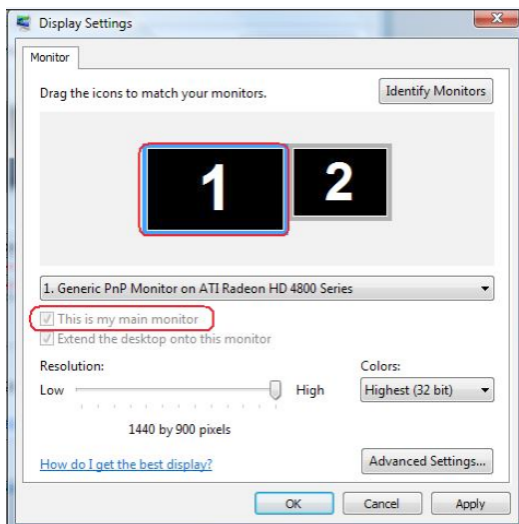 Display Settings
Monitor
Drag the icons to match your monitors.
Identify Monitors
1
2
1. Generic PnP Monitor on ATI Radeon HD 4800 Series
This is my main monitor
Extend the desktop onto this monitor
Resolution:
Colors:
Low
High
Highest (32 bit)
1440 by 900 pixels
How do I get the best display?
Advanced Settings...
OK
Cancel
Apply